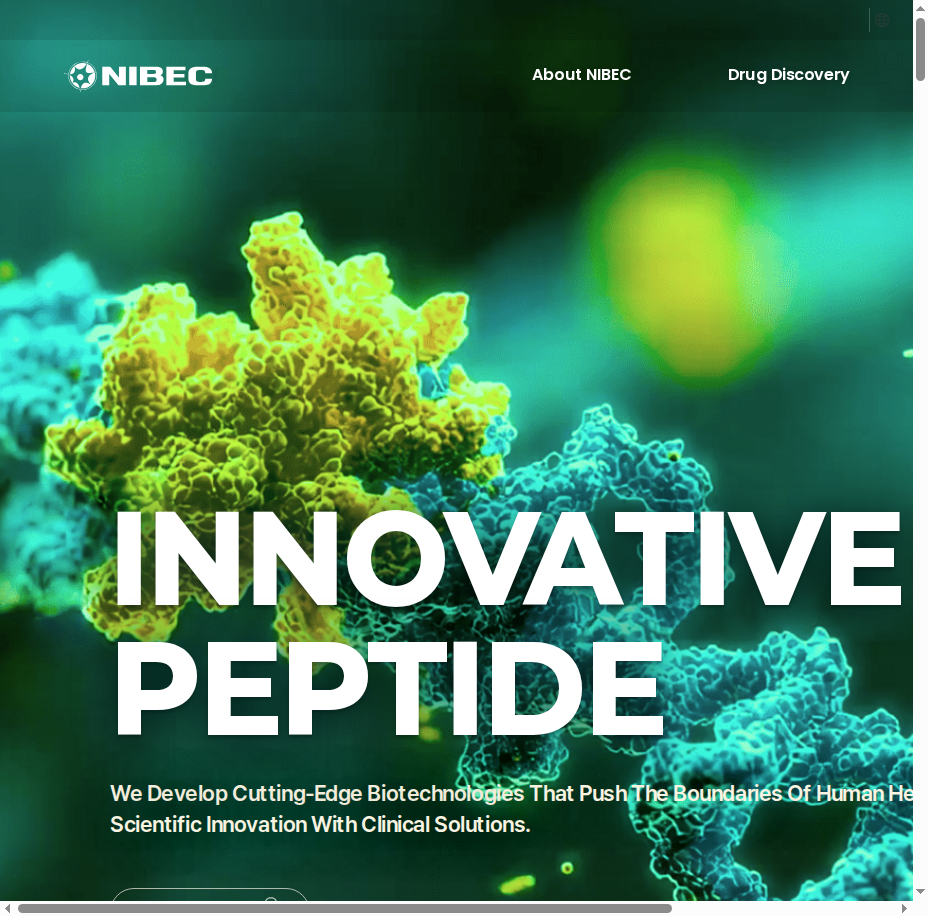 NIBEC
About NIBEC
Drug Discovery
INNOVATIVE
PEPTIDE
We Develop Cutting-Edge Biotechnologies That Push The Boundaries Of Human
Scientific Innovation With Clinical Solutions.